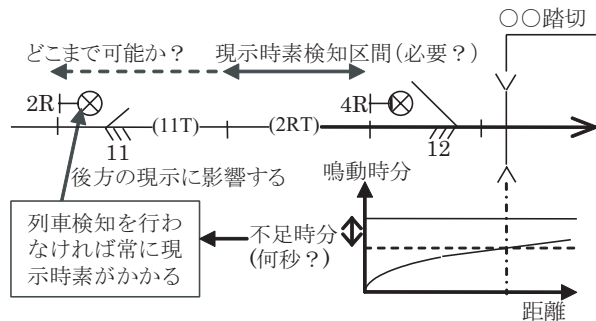 ○○踏切
どこまで可能か？
現示時素検知区間(必要？)
2R
4R
(11T)
(2RT)
11
12
後方の現示に影響する
鳴動時分
列車検知を行わ
なければ常に現
示時素がかかる
不足時分
(何秒？)
距離